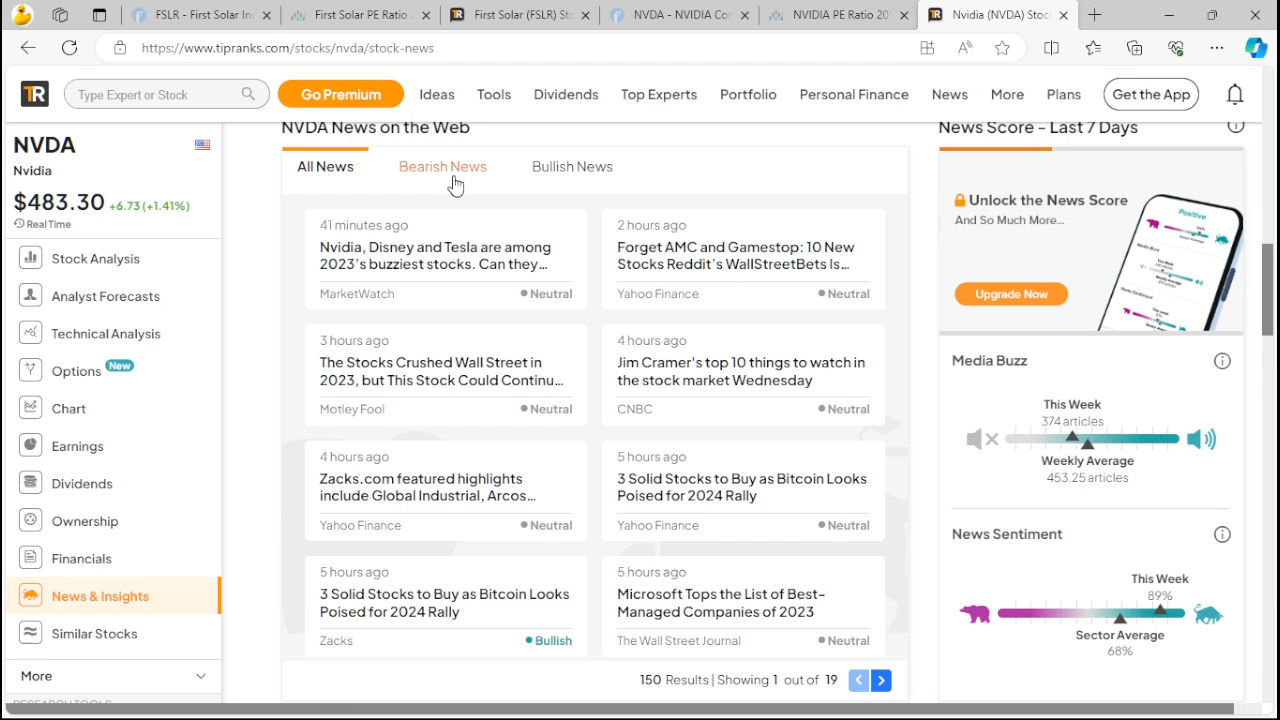 FSLR - First Solar In
First Solar PE Ratio
First Solar (FSLR) St
NVDA - NVIDIA Co
NVIDIA PE Ratio 20
Nvidia (NVDA) Stoc
https://www.tipranks.com/stocks/nvda/stock-news
TR
Type Expert or Stock
Go Premium
Ideas
Tools
Dividends
Top Experts
Portfolio
Personal Finance
News
More
Plans
Get the App
NVDA
Nvidia
$483.30 +6.73 (+1.41%)
Real Time
Stock Analysis
Analyst Forecasts
Technical Analysis
Options New
Chart
Earnings
Dividends
Ownership
Financials
News & Insights
Similar Stocks
More
RESEARCH TOOLS
NVDA News on the Web
All News
Bearish News
Bullish News
41 minutes ago
Nvidia, Disney and Tesla are among
2023's buzziest stocks. Can they...
MarketWatch
Neutral
2 hours ago
Forget AMC and Gamestop: 10 New
Stocks Reddit's WallStreetBets Is...
Yahoo Finance
Neutral
3 hours ago
The Stocks Crushed Wall Street in
2023, but This Stock Could Continu...
Motley Fool
Neutral
4 hours ago
Jim Cramer's top 10 things to watch in
the stock market Wednesday
CNBC
Neutral
4 hours ago
Zacks.com featured highlights
include Global Industrial, Arcos...
Yahoo Finance
Neutral
5 hours ago
3 Solid Stocks to Buy as Bitcoin Looks
Poised for 2024 Rally
Yahoo Finance
Neutral
5 hours ago
3 Solid Stocks to Buy as Bitcoin Looks
Poised for 2024 Rally
Zacks
Bullish
5 hours ago
Microsoft Tops the List of Best-
Managed Companies of 2023
The Wall Street Journal
Neutral
150 Results | Showing 1 out of 19
News Score - Last 7 Days
Unlock the News Score
And So Much More...
Upgrade Now
Positive
Media Buzz
This Week
374 articles
Weekly Average
453.25 articles
News Sentiment
This Week
89%
Sector Average
68%